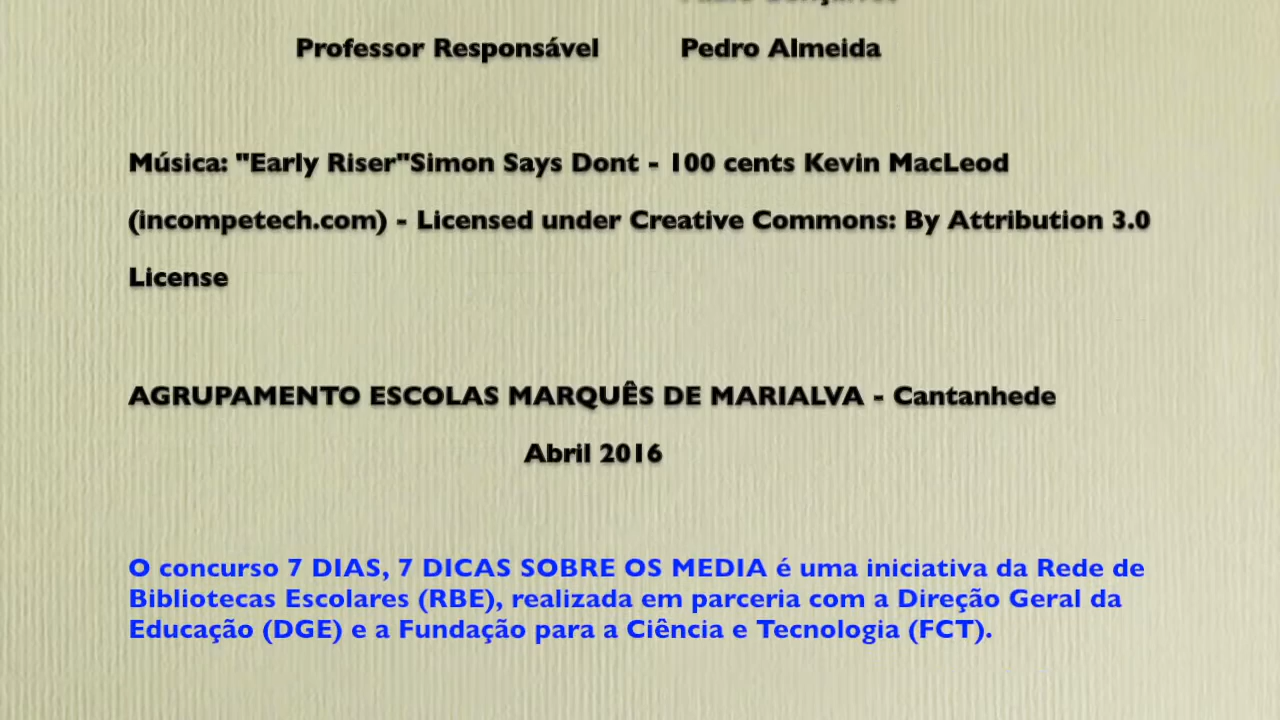 Professor Responsável Pedro Almeida
Música: "Early Riser"Simon Says Dont - 100 cents Kevin MacLeod
(incompetech.com) - Licensed under Creative Commons: By Attribution 3.0
License
AGRUPAMENTO ESCOLAS MARQUÊS DE MARIALVA - Cantanhede
Abril 2016
O concurso 7 DIAS, 7 DICAS SOBRE OS MEDIA é uma iniciativa da Rede de
Bibliotecas Escolares (RBE), realizada em parceria com a Direção Geral da
Educação (DGE) e a Fundação para a Ciência e Tecnologia (FCT).